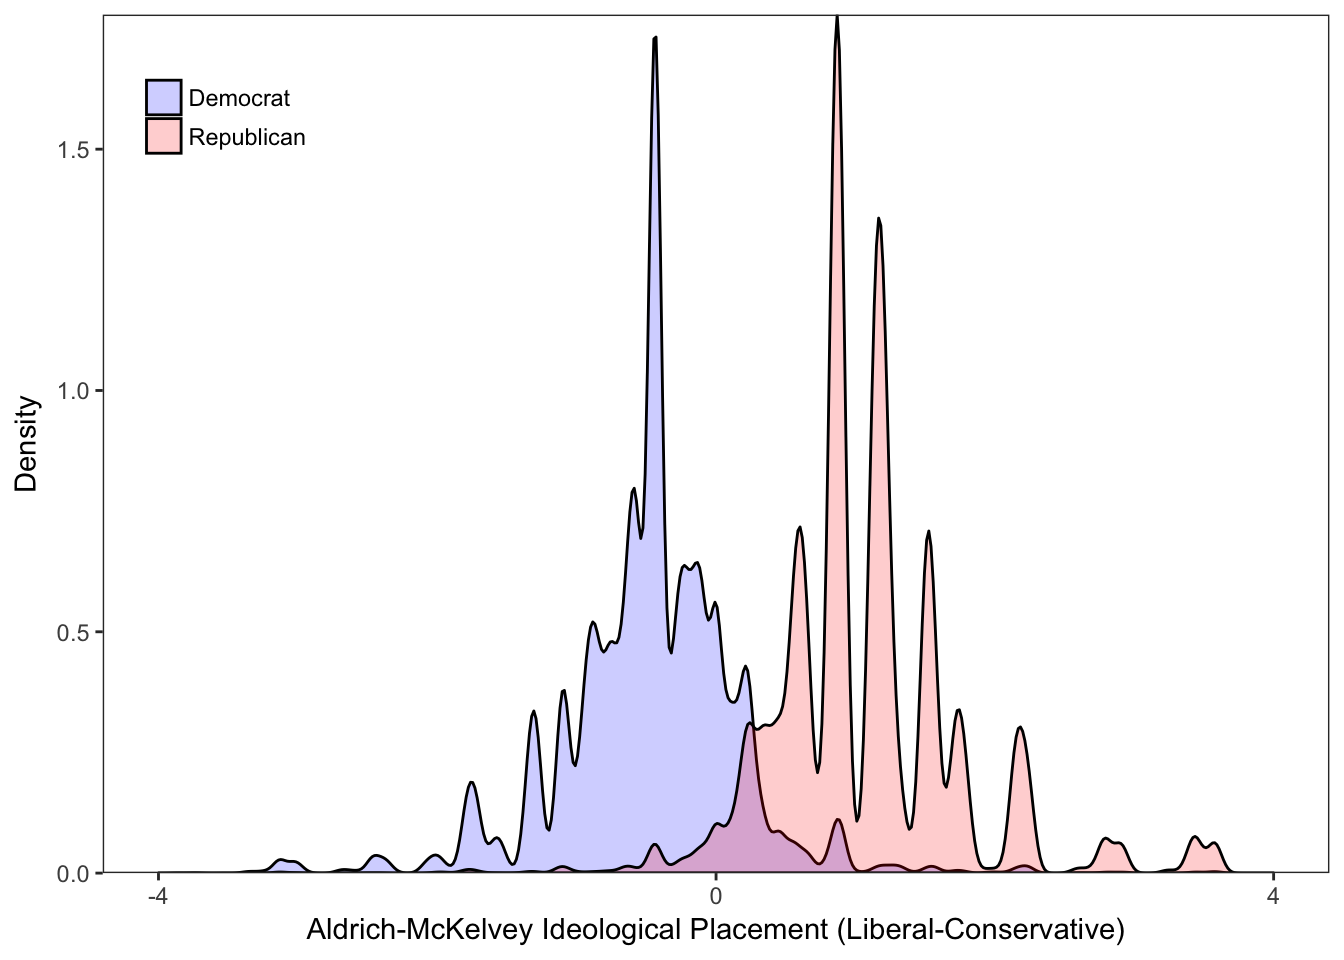 Democrat
Republican
1.5
1.0
0.5
0.0
Density
-4
0
4
Aldrich-McKelvey Ideological Placement (Liberal-Conservative)